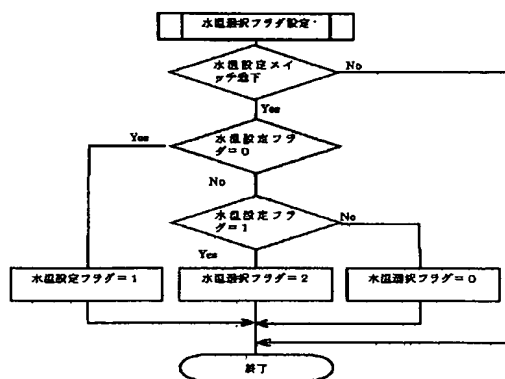 水温選択フラグ設定
水温設定スイ
ッチ押下
No
Yes
水温設定フラ
グ＝0
Yes
No
水温設定フラ
グ＝1
No
Yes
水温設定フラグ＝1
水温選択フラグ＝2
水温選択フラグ＝0
終了